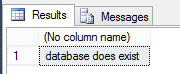 Results Messages
(No column name)
1 database does exist